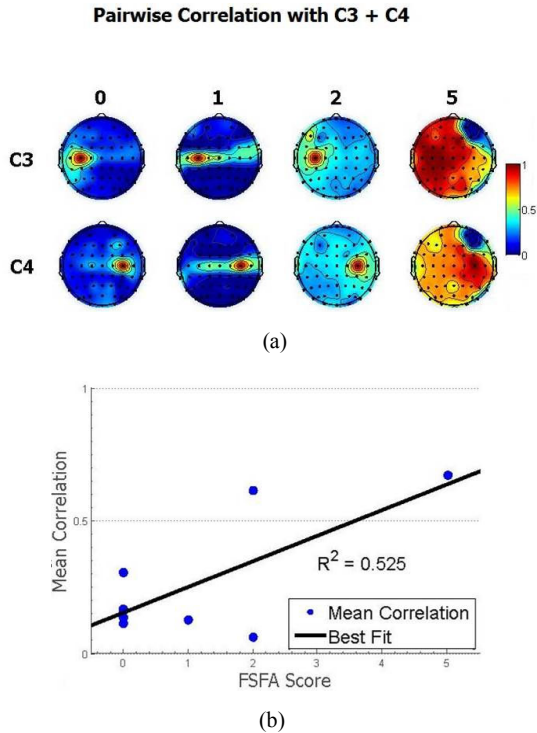 Pairwise Correlation with C3 + C4
0 1 2 5
C3
1
0.5
0
C4
(a)
1
0.5
0
Mean Correlation
R² = 0.525
Mean Correlation
Best Fit
0 1 2 3 4 5
FSFA Score
(b)